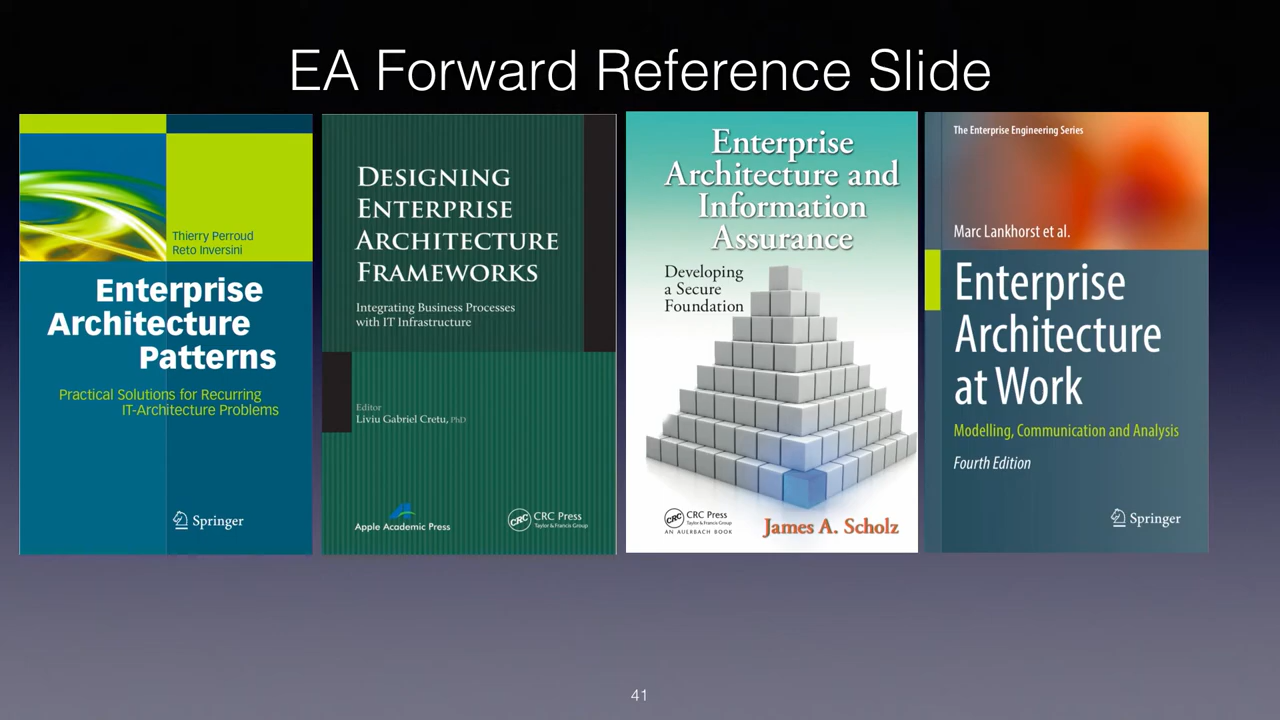 EA Forward Reference Slide
Thierry Perroud
Reto Inversini
Enterprise
Architecture
Patterns
Practical Solutions for Recurring
IT-Architecture Problems
Springer
DESIGNING
ENTERPRISE
ARCHITECTURE
FRAMEWORKS
Integrating Business Processes
with IT Infrastructure
Editor
Liviu Gabriel Cretu, PhD
Apple Academic Press
CRC
CRC Press
Taylor & Francis Group
Enterprise
Architecture and
Information
Assurance
Developing
a Secure
Foundation
CRC
CRC Press
Taylor & Francis Group
AN AUERBACH BOOK
James A. Scholz
The Enterprise Engineering Series
Marc Lankhorst et al.
Enterprise
Architecture
at Work
Modelling, Communication and Analysis
Fourth Edition
Springer
41